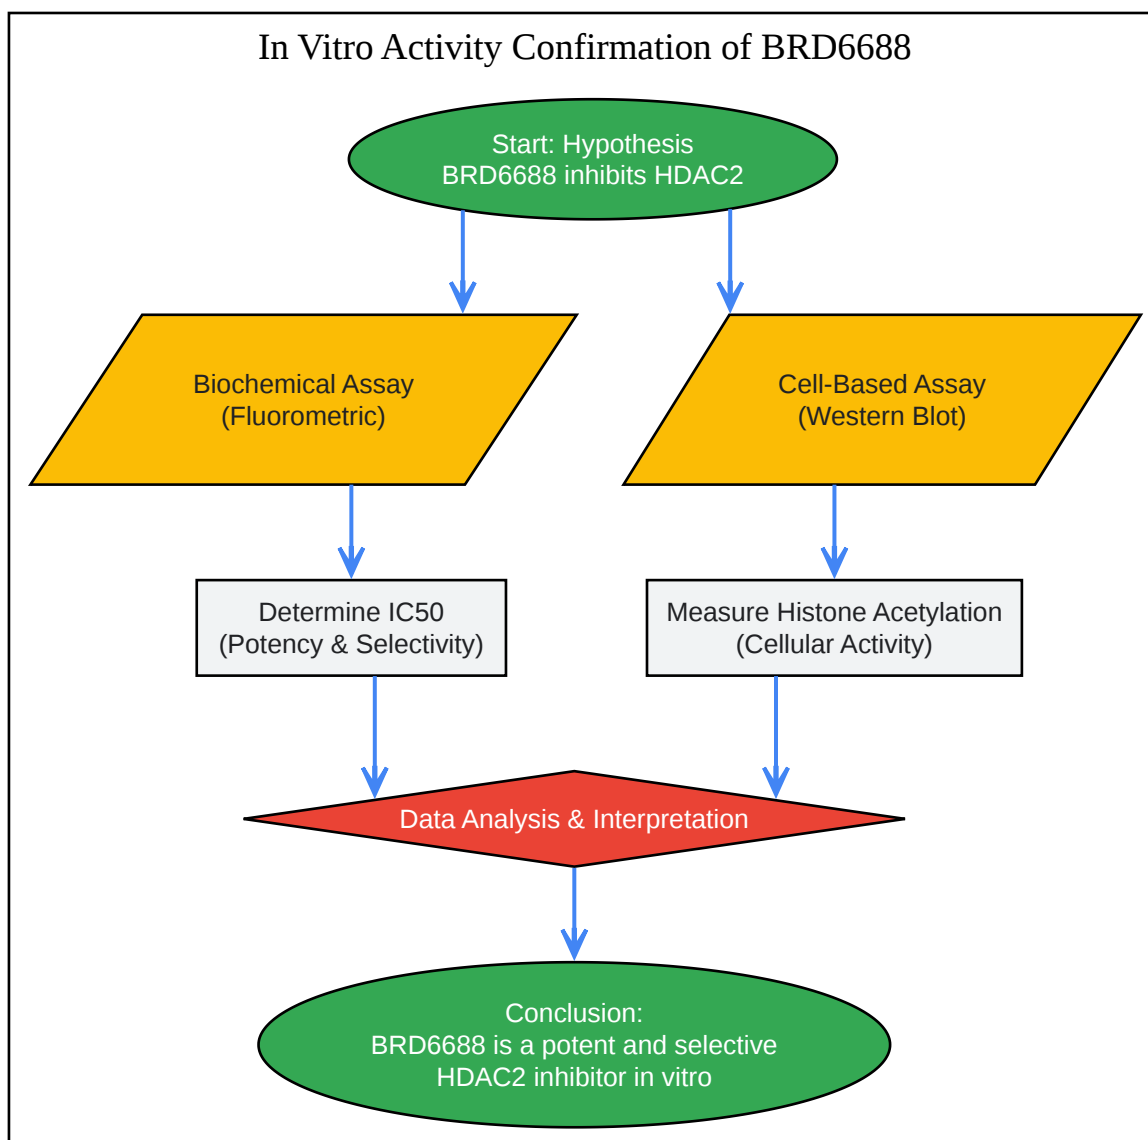 In Vitro Activity Confirmation of BRD6688
Start: Hypothesis
BRD6688 inhibits HDAC2
Biochemical Assay
(Fluorometric)
Cell-Based Assay
(Western Blot)
Determine IC50
(Potency & Selectivity)
Measure Histone Acetylation
(Cellular Activity)
Data Analysis & Interpretation
Conclusion:
BRD6688 is a potent and selective
HDAC2 inhibitor in vitro